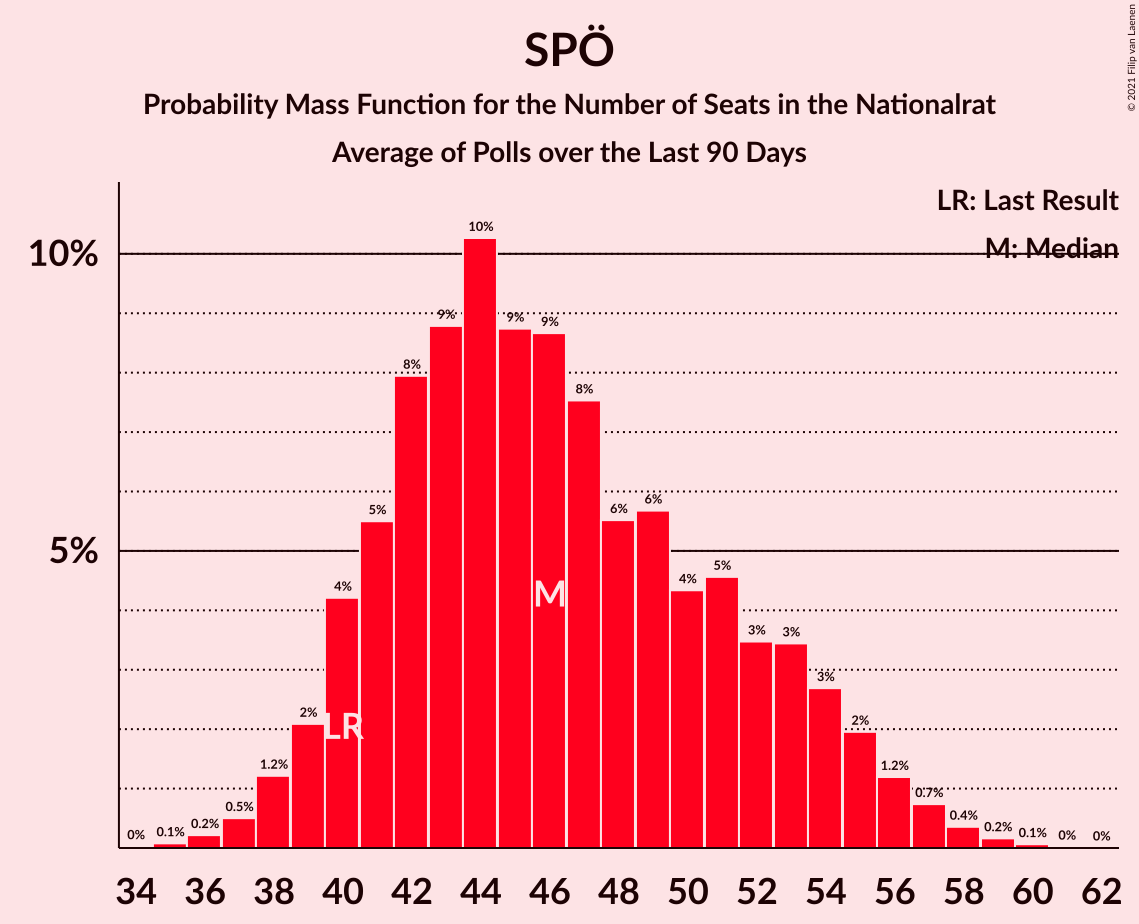 SPÖ
Probability Mass Function for the Number of Seats in the Nationalrat
Average of Polls over the Last 90 Days
© 2021 Filip van Laenen
LR: Last Result
M: Median
10%
5%
0% 0.1% 0.2% 0.5% 1.2% 2% 4% 5% 8% 9% 10% 9% 9% 8% 6% 6% 4% 5% 3% 3% 3% 2% 1.2% 0.7% 0.4% 0.2% 0.1% 0% 0%
LR
M
34 36 38 40 42 44 46 48 50 52 54 56 58 60 62